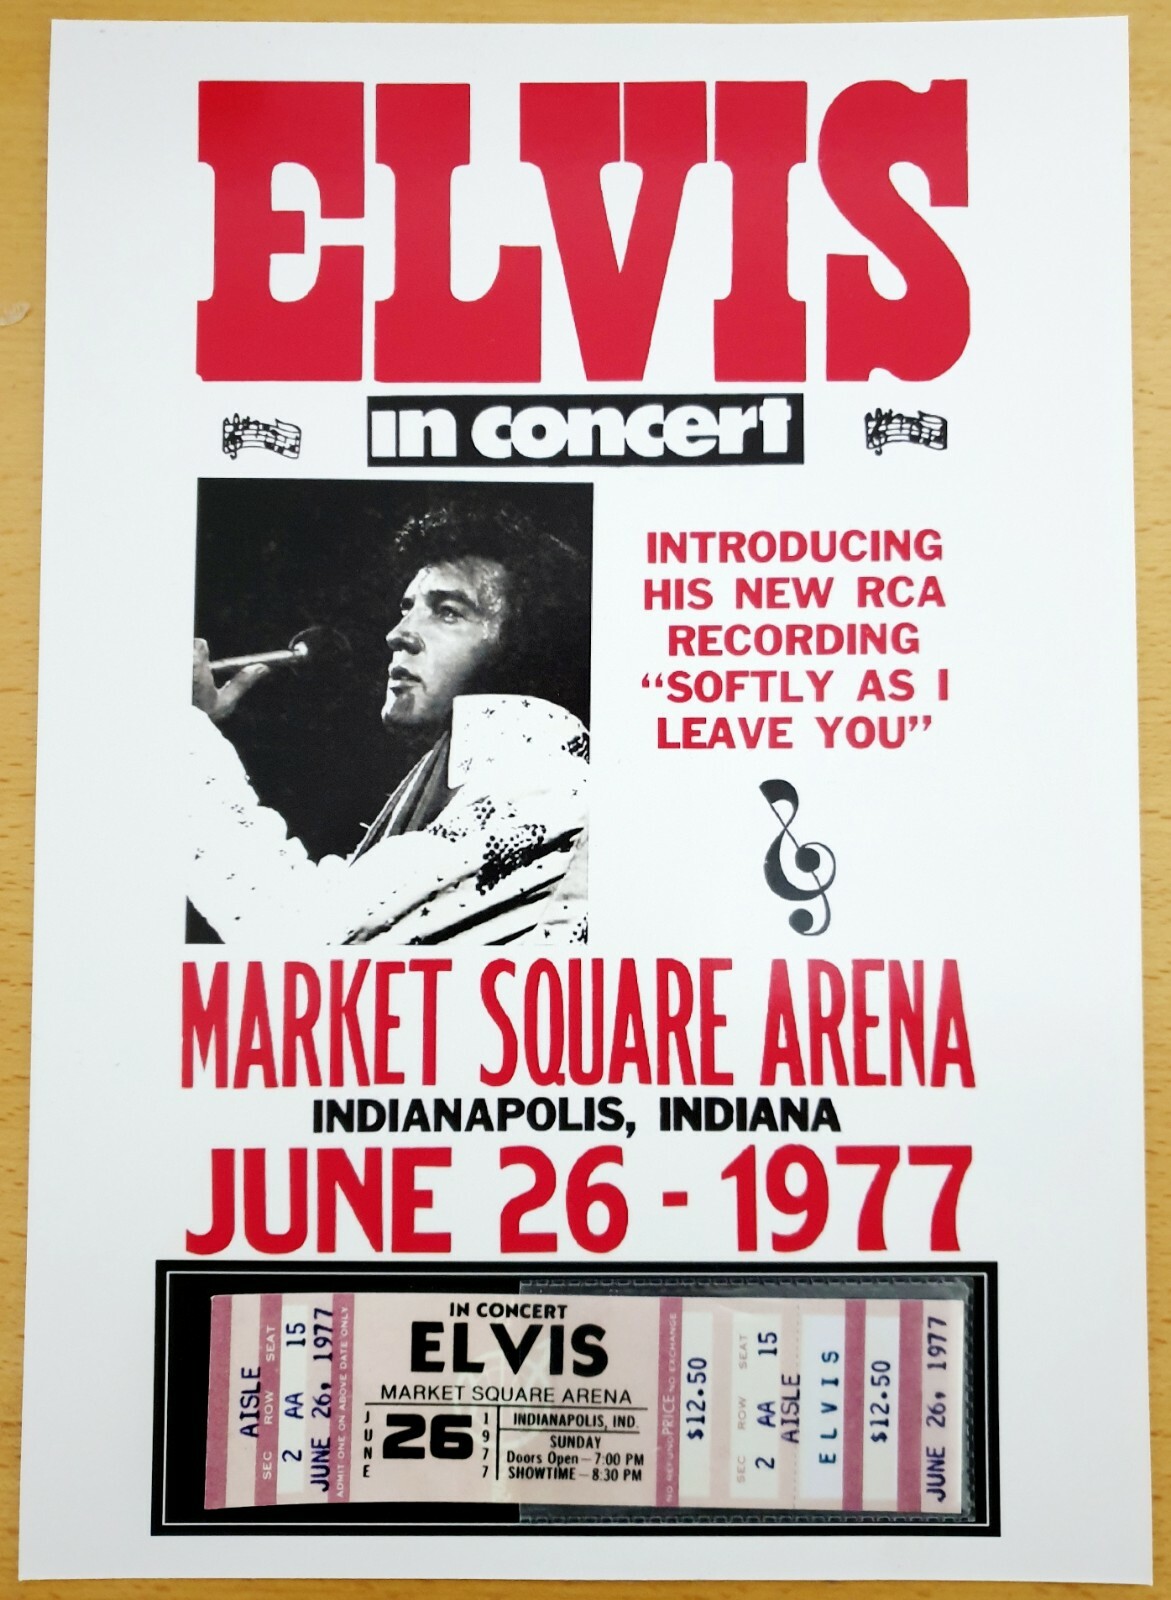 ELVIS
in concert
INTRODUCING
HIS NEW RCA
RECORDING
“SOFTLY AS I
LEAVE YOU”
MARKET SQUARE ARENA
INDIANAPOLIS, INDIANA
JUNE 26 - 1977
AISLE
SEC ROW SEAT
2 AA 15
JUNE 26, 1977
ADMIT ONE ON ABOVE DATE ONLY
IN CONCERT
ELVIS
MARKET SQUARE ARENA
JUNE 26 1977
INDIANAPOLIS, IND.
SUNDAY
Doors Open – 7:00 PM
SHOWTIME – 8:30 PM
NO REFUND PRICE NO EXCHANGE
$12.50
SEC ROW SEAT
2 AA 15
AISLE
ELVIS
$12.50
JUNE 26, 1977